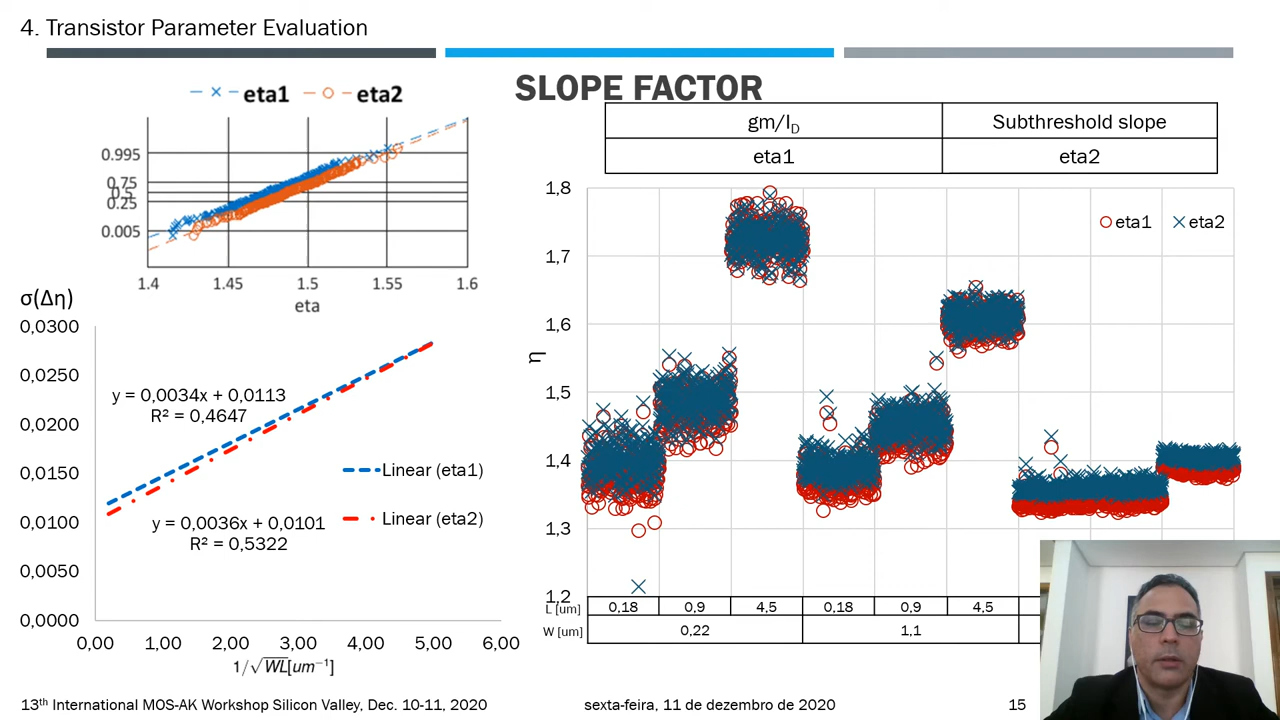 4. Transistor Parameter Evaluation
SLOPE FACTOR
eta1 eta2
0.995
0.75
0.5
0.25
0.005
1.4 1.45 1.5 1.55 1.6
eta
σ(Δη)
0,0300
0,0250
0,0200
0,0150
0,0100
0,0050
0,0000
y = 0,0034x + 0,0113
R² = 0,4647
Linear (eta1)
y = 0,0036x + 0,0101
R² = 0,5322
Linear (eta2)
0,00 1,00 2,00 3,00 4,00 5,00 6,00
1/√WL[um⁻¹]
gm/I_D Subthreshold slope
eta1 eta2
eta1 eta2
1,8
1,7
1,6
1,5
1,4
1,3
1,2
η
L [um] 0,18 0,9 4,5 0,18 0,9 4,5
W [um] 0,22 1,1
13th International MOS-AK Workshop Silicon Valley, Dec. 10-11, 2020
sexta-feira, 11 de dezembro de 2020
15